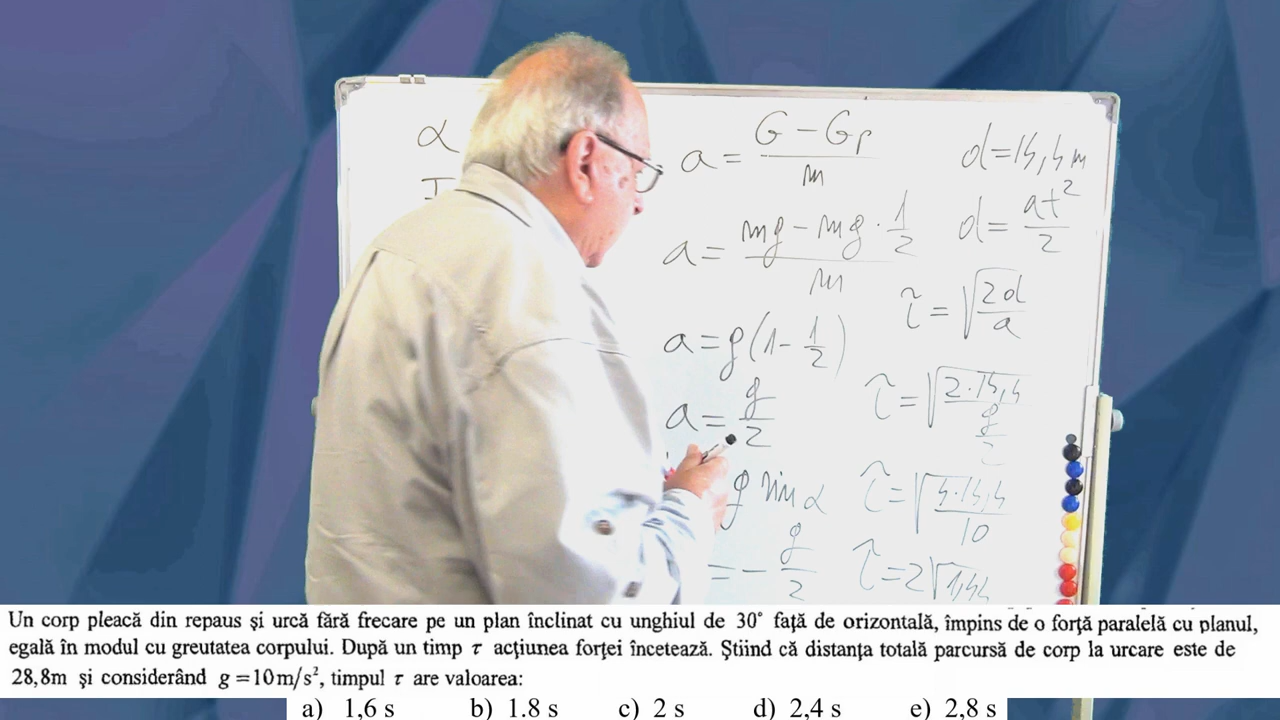 α
a = (G - Gp)/m
d=14,4 m
a = (mg - mg · 1/2)/m
d = at²/2
τ = √(2d/a)
a = g(1 - 1/2)
τ = √(2·14,4/(g/2))
a = g/2
g sin α
τ = √(4·14,4/10)
= - g/2
τ = 2√1,44
Un corp pleacă din repaus şi urcă fără frecare pe un plan înclinat cu unghiul de 30° faţă de orizontală, împins de o forţă paralelă cu planul,
egală în modul cu greutatea corpului. După un timp τ acţiunea forţei încetează. Ştiind că distanţa totală parcursă de corp la urcare este de
28,8m şi considerând g = 10 m/s², timpul τ are valoarea:
a) 1,6 s b) 1.8 s c) 2 s d) 2,4 s e) 2,8 s